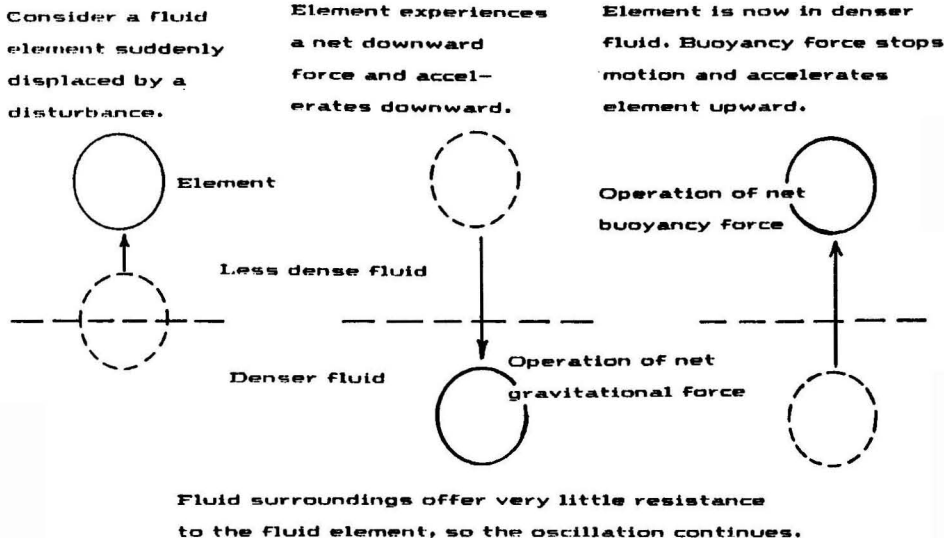 Consider a fluid
element suddenly
displaced by a
disturbance.
Element experiences
a net downward
force and accel-
erates downward.
Element is now in denser
fluid. Buoyancy force stops
motion and accelerates
element upward.
Element
Operation of net
buoyancy force
Less dense fluid
Denser fluid
Operation of net
gravitational force
Fluid surroundings offer very little resistance
to the fluid element, so the oscillation continues.